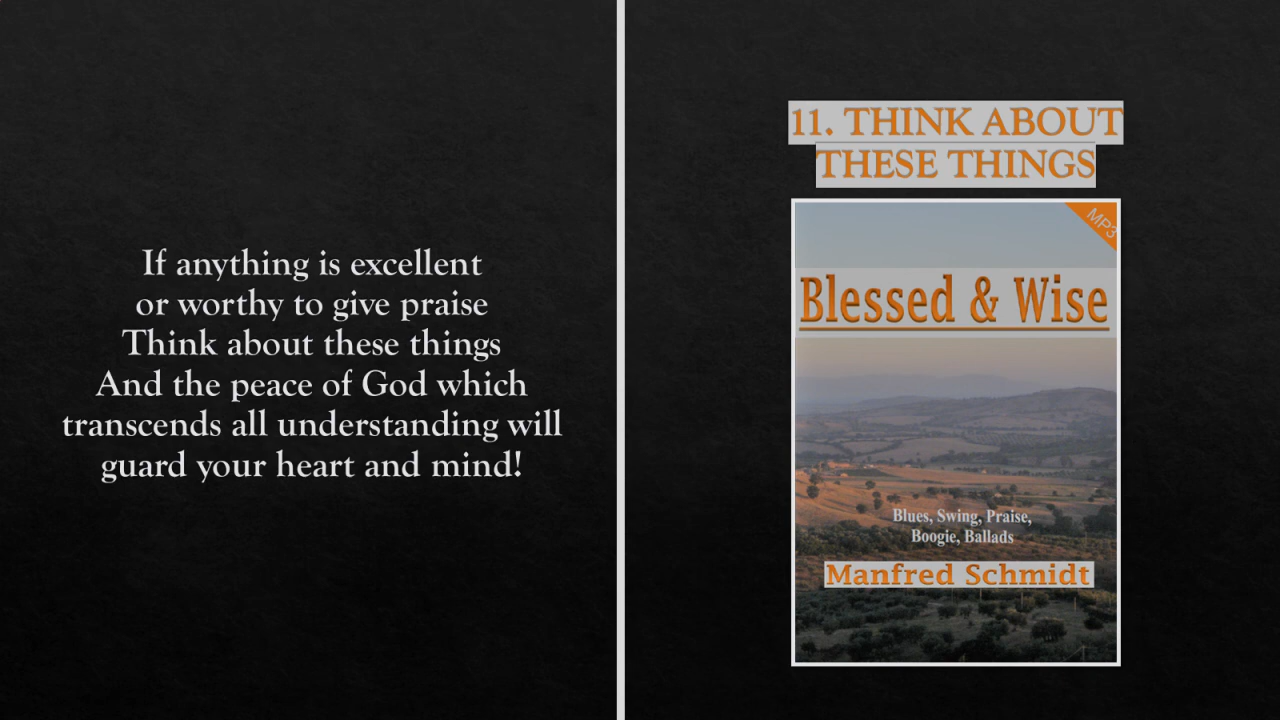 If anything is excellent
or worthy to give praise
Think about these things
And the peace of God which
transcends all understanding will
guard your heart and mind!
11. THINK ABOUT
THESE THINGS
MP3
Blessed & Wise
Blues, Swing, Praise,
Boogie, Ballads
Manfred Schmidt